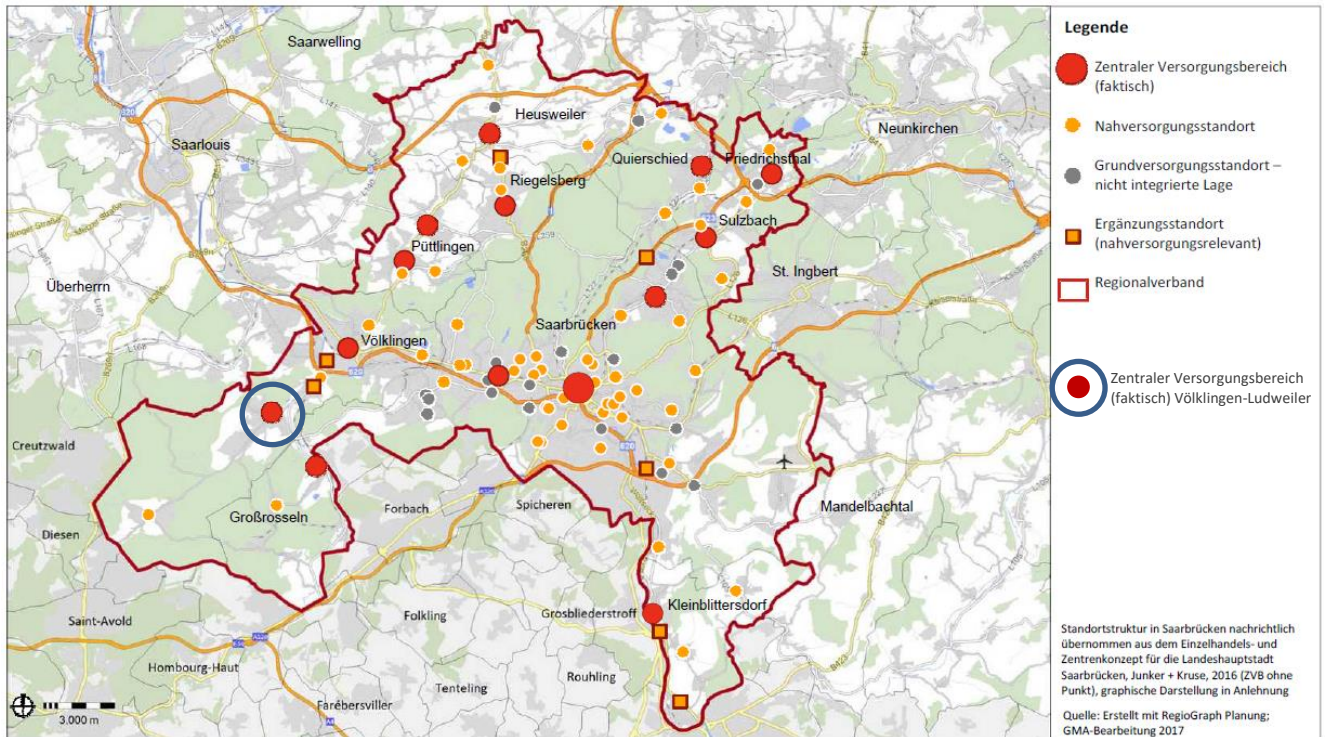 Saarwelling
Heusweiler
Neunkirchen
Saarlouis
Quierschied
Friedrichsthal
Riegelsberg
Sulzbach
Püttlingen
St. Ingbert
Überherrn
Saarbrücken
Völklingen
Creutzwald
Forbach
Spicheren
Mandelbachtal
Großrosseln
Diesen
Folkling
Grosbliederstroff
Kleinblittersdorf
Saint-Avold
Hombourg-Haut
Rouhling
Tenteling
Farébersviller
3.000 m
Legende
Zentraler Versorgungsbereich
(faktisch)
Nahversorgungsstandort
Grundversorgungsstandort –
nicht integrierte Lage
Ergänzungsstandort
(nahversorgungsrelevant)
Regionalverband
Zentraler Versorgungsbereich
(faktisch) Völklingen-Ludweiler
Standortstruktur in Saarbrücken nachrichtlich
übernommen aus dem Einzelhandels- und
Zentrenkonzept für die Landeshauptstadt
Saarbrücken, Junker + Kruse, 2016 (ZVB ohne
Punkt), graphische Darstellung in Anlehnung
Quelle: Erstellt mit RegioGraph Planung;
GMA-Bearbeitung 2017